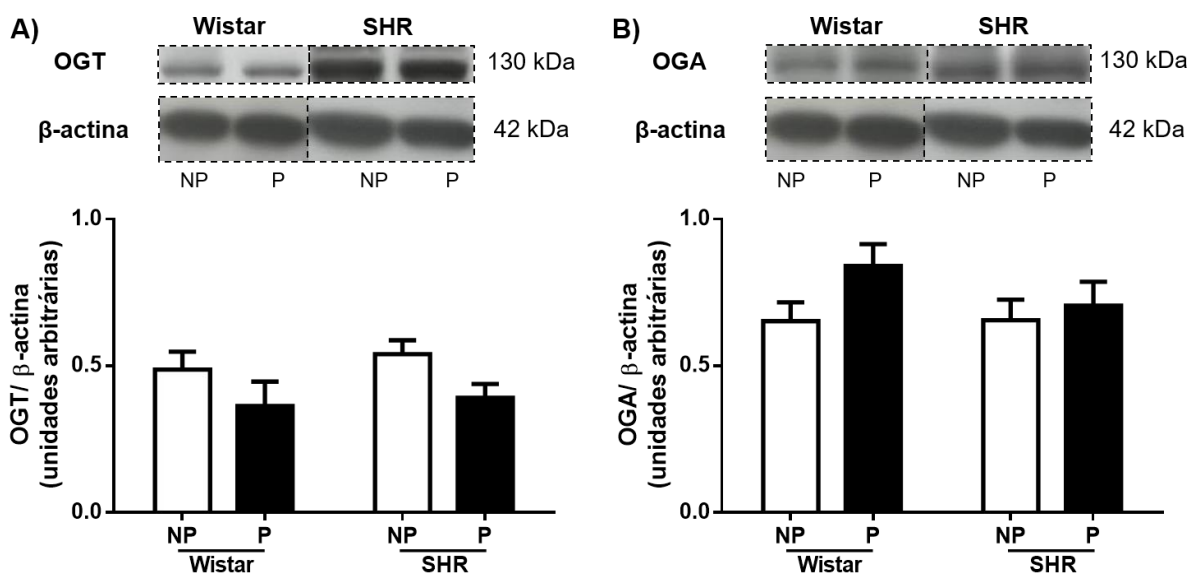 A)
Wistar SHR
OGT 130 kDa
β-actina 42 kDa
NP P NP P
1.0
0.5
0.0
OGT/ β-actina
(unidades arbitrárias)
NP P NP P
Wistar SHR
B)
Wistar SHR
OGA 130 kDa
β-actina 42 kDa
NP P NP P
1.0
0.5
0.0
OGA/ β-actina
(unidades arbitrárias)
NP P NP P
Wistar SHR